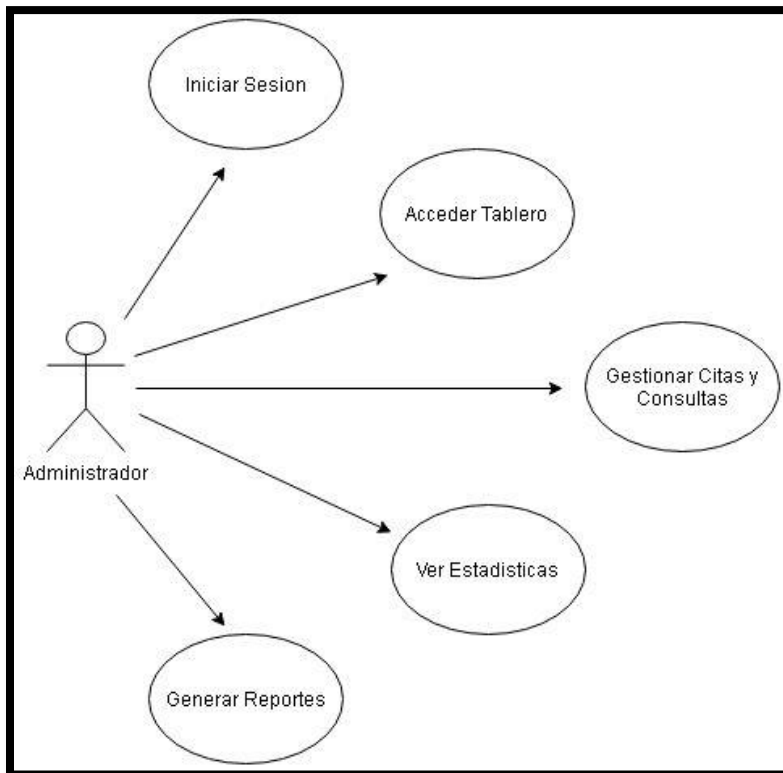 Iniciar Sesion
Acceder Tablero
Gestionar Citas y
Consultas
Administrador
Ver Estadisticas
Generar Reportes